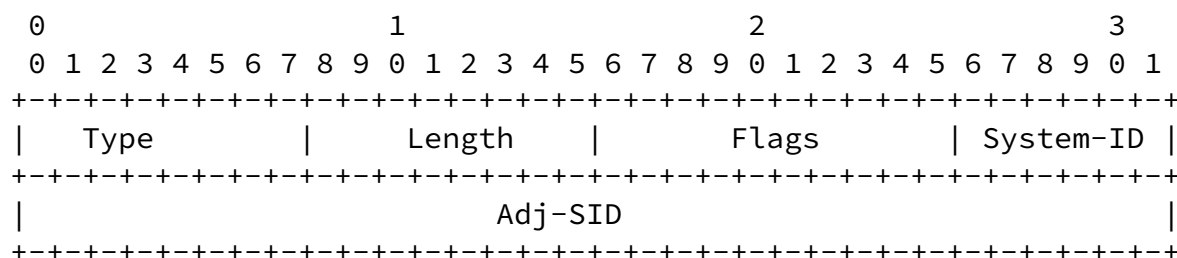 0                   1                   2                   3
 0 1 2 3 4 5 6 7 8 9 0 1 2 3 4 5 6 7 8 9 0 1 2 3 4 5 6 7 8 9 0 1
+-+-+-+-+-+-+-+-+-+-+-+-+-+-+-+-+-+-+-+-+-+-+-+-+-+-+-+-+-+-+-+-+
|   Type        |     Length    |       Flags       | System-ID |
+-+-+-+-+-+-+-+-+-+-+-+-+-+-+-+-+-+-+-+-+-+-+-+-+-+-+-+-+-+-+-+-+
|                          Adj-SID                              |
+-+-+-+-+-+-+-+-+-+-+-+-+-+-+-+-+-+-+-+-+-+-+-+-+-+-+-+-+-+-+-+-+